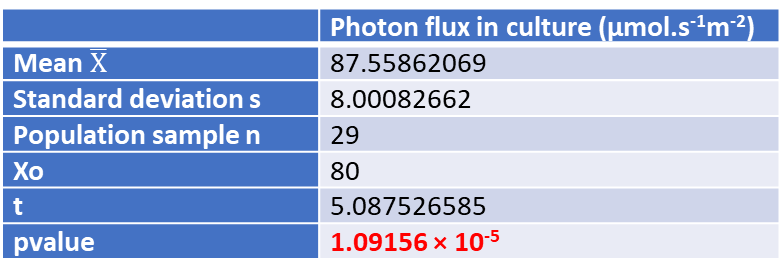 Photon flux in culture (µmol.s⁻¹m⁻²)
Mean X̅ 87.55862069
Standard deviation s 8.00082662
Population sample n 29
Xo 80
t 5.087526585
pvalue 1.09156 × 10⁻⁵